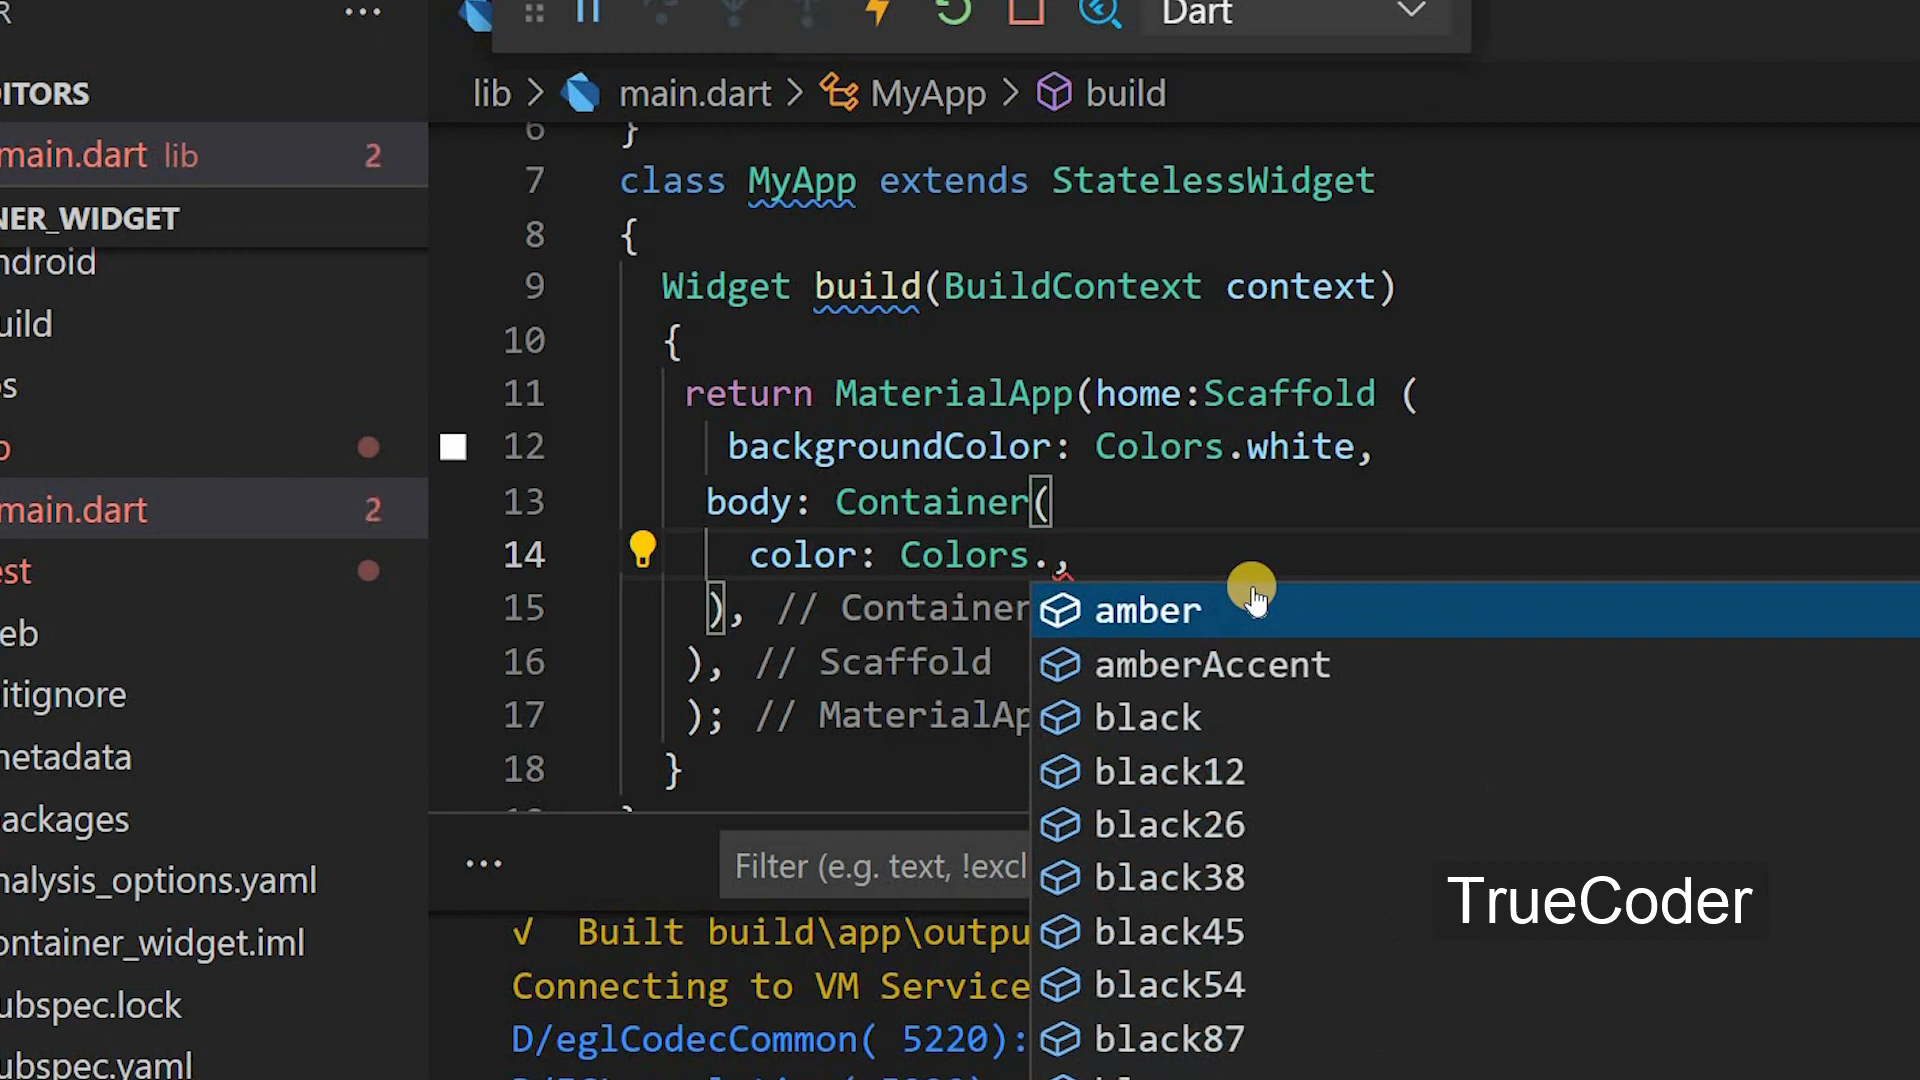 R
...
Dart
lib > main.dart > MyApp > build
ITORS
main.dart lib 2
NER_WIDGET
ndroid
uild
os
b
main.dart 2
est
eb
itignore
netadata
ackages
nalysis_options.yaml
ontainer_widget.iml
ubspec.lock
ubspec.yaml
6 }
7 class MyApp extends StatelessWidget
8 {
9 Widget build(BuildContext context)
10 {
11 return MaterialApp(home:Scaffold (
12 backgroundColor: Colors.white,
13 body: Container(
14 color: Colors.,
15 ), // Container
16 ), // Scaffold
17 ); // MaterialAp
18 }
amber
amberAccent
black
black12
black26
black38
black45
black54
black87
...
Filter (e.g. text, !excl
√ Built build\app\outpu
Connecting to VM Service
D/eglCodecCommon( 5220):
TrueCoder